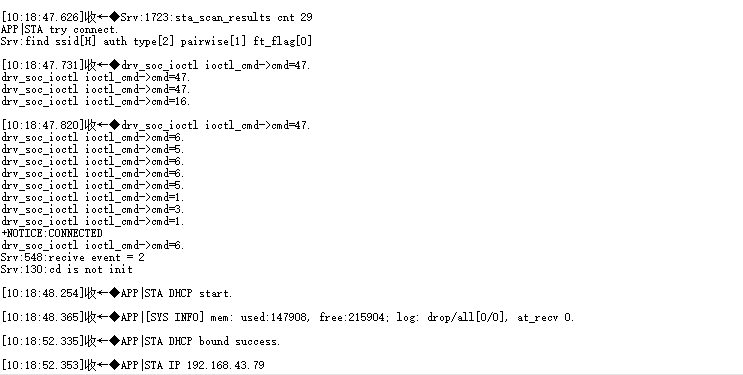 [10:18:47.626]收←◆Srv:1723:sta_scan_results cnt 29
APP|STA try connect.
Srv:find ssid[H] auth type[2] pairwise[1] ft_flag[0]
[10:18:47.731]收←◆drv_soc_ioctl ioctl_cmd->cmd=47.
drv_soc_ioctl ioctl_cmd->cmd=47.
drv_soc_ioctl ioctl_cmd->cmd=47.
drv_soc_ioctl ioctl_cmd->cmd=16.
[10:18:47.820]收←◆drv_soc_ioctl ioctl_cmd->cmd=47.
drv_soc_ioctl ioctl_cmd->cmd=6.
drv_soc_ioctl ioctl_cmd->cmd=5.
drv_soc_ioctl ioctl_cmd->cmd=6.
drv_soc_ioctl ioctl_cmd->cmd=6.
drv_soc_ioctl ioctl_cmd->cmd=5.
drv_soc_ioctl ioctl_cmd->cmd=1.
drv_soc_ioctl ioctl_cmd->cmd=3.
drv_soc_ioctl ioctl_cmd->cmd=1.
+NOTICE:CONNECTED
drv_soc_ioctl ioctl_cmd->cmd=6.
Srv:548:recive event = 2
Srv:130:cd is not init
[10:18:48.254]收←◆APP|STA DHCP start.
[10:18:48.365]收←◆APP|[SYS INFO] mem: used:147908, free:215904; log: drop/all[0/0], at_recv 0.
[10:18:52.335]收←◆APP|STA DHCP bound success.
[10:18:52.353]收←◆APP|STA IP 192.168.43.79